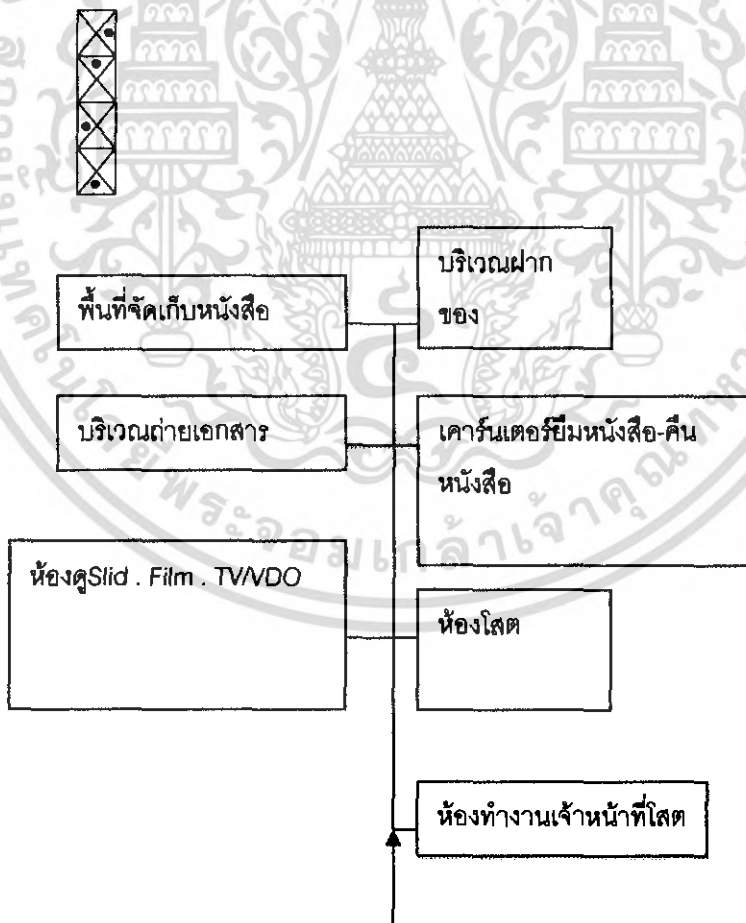 บริเวณฝาก
ของ
พื้นที่จัดเก็บหนังสือ
บริเวณถ่ายเอกสาร
เคาร์นเตอร์ยืมหนังสือ-คืน
หนังสือ
ห้องดูSlid . Film . TV/VDO
ห้องโสต
ห้องทำงานเจ้าหน้าที่โสต